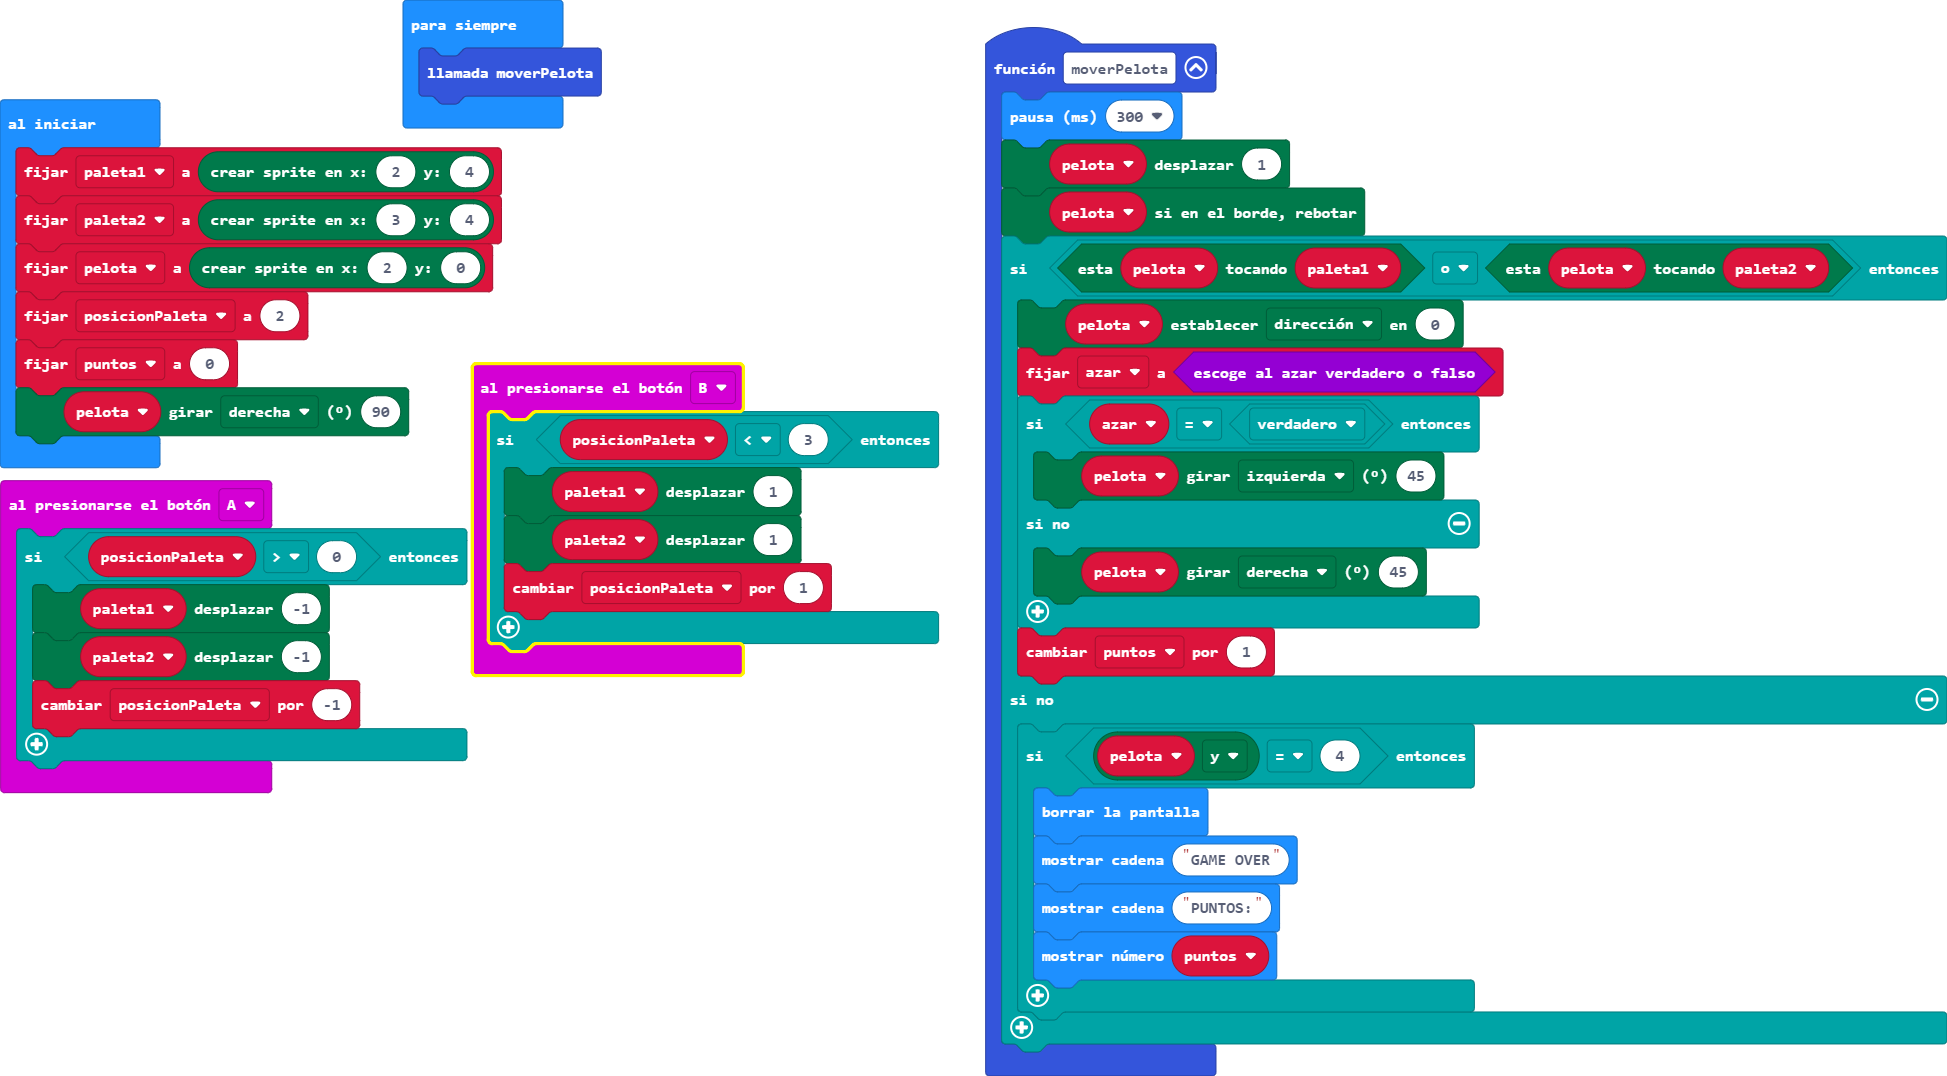 para siempre
llamada moverPelota
al iniciar
fijar paleta1 a crear sprite en x: 2 y: 4
fijar paleta2 a crear sprite en x: 3 y: 4
fijar pelota a crear sprite en x: 2 y: 0
fijar posicionPaleta a 2
fijar puntos a 0
pelota girar derecha (º) 90
al presionarse el botón A
si posicionPaleta > 0 entonces
paleta1 desplazar -1
paleta2 desplazar -1
cambiar posicionPaleta por -1
al presionarse el botón B
si posicionPaleta < 3 entonces
paleta1 desplazar 1
paleta2 desplazar 1
cambiar posicionPaleta por 1
función moverPelota
pausa (ms) 300
pelota desplazar 1
pelota si en el borde, rebotar
si esta pelota tocando paleta1 o esta pelota tocando paleta2 entonces
pelota establecer dirección en 0
fijar azar a escoge al azar verdadero o falso
si azar = verdadero entonces
pelota girar izquierda (º) 45
si no
pelota girar derecha (º) 45
cambiar puntos por 1
si no
si pelota y = 4 entonces
borrar la pantalla
mostrar cadena "GAME OVER"
mostrar cadena "PUNTOS:"
mostrar número puntos